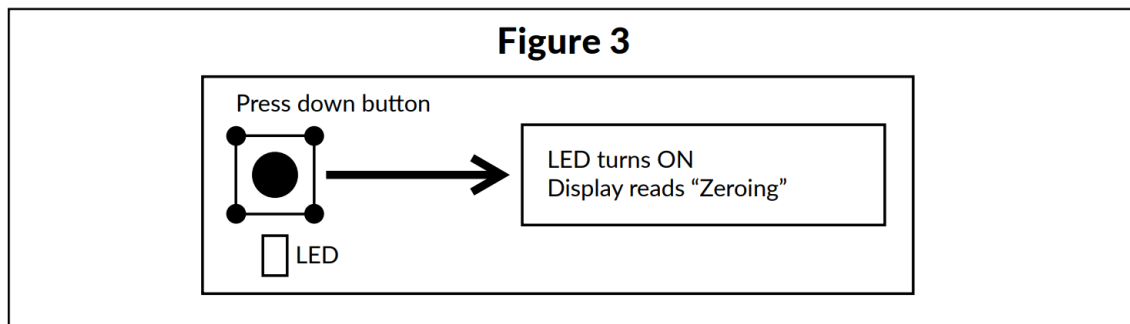 Figure 3
Press down button
LED turns ON
Display reads “Zeroing”
LED